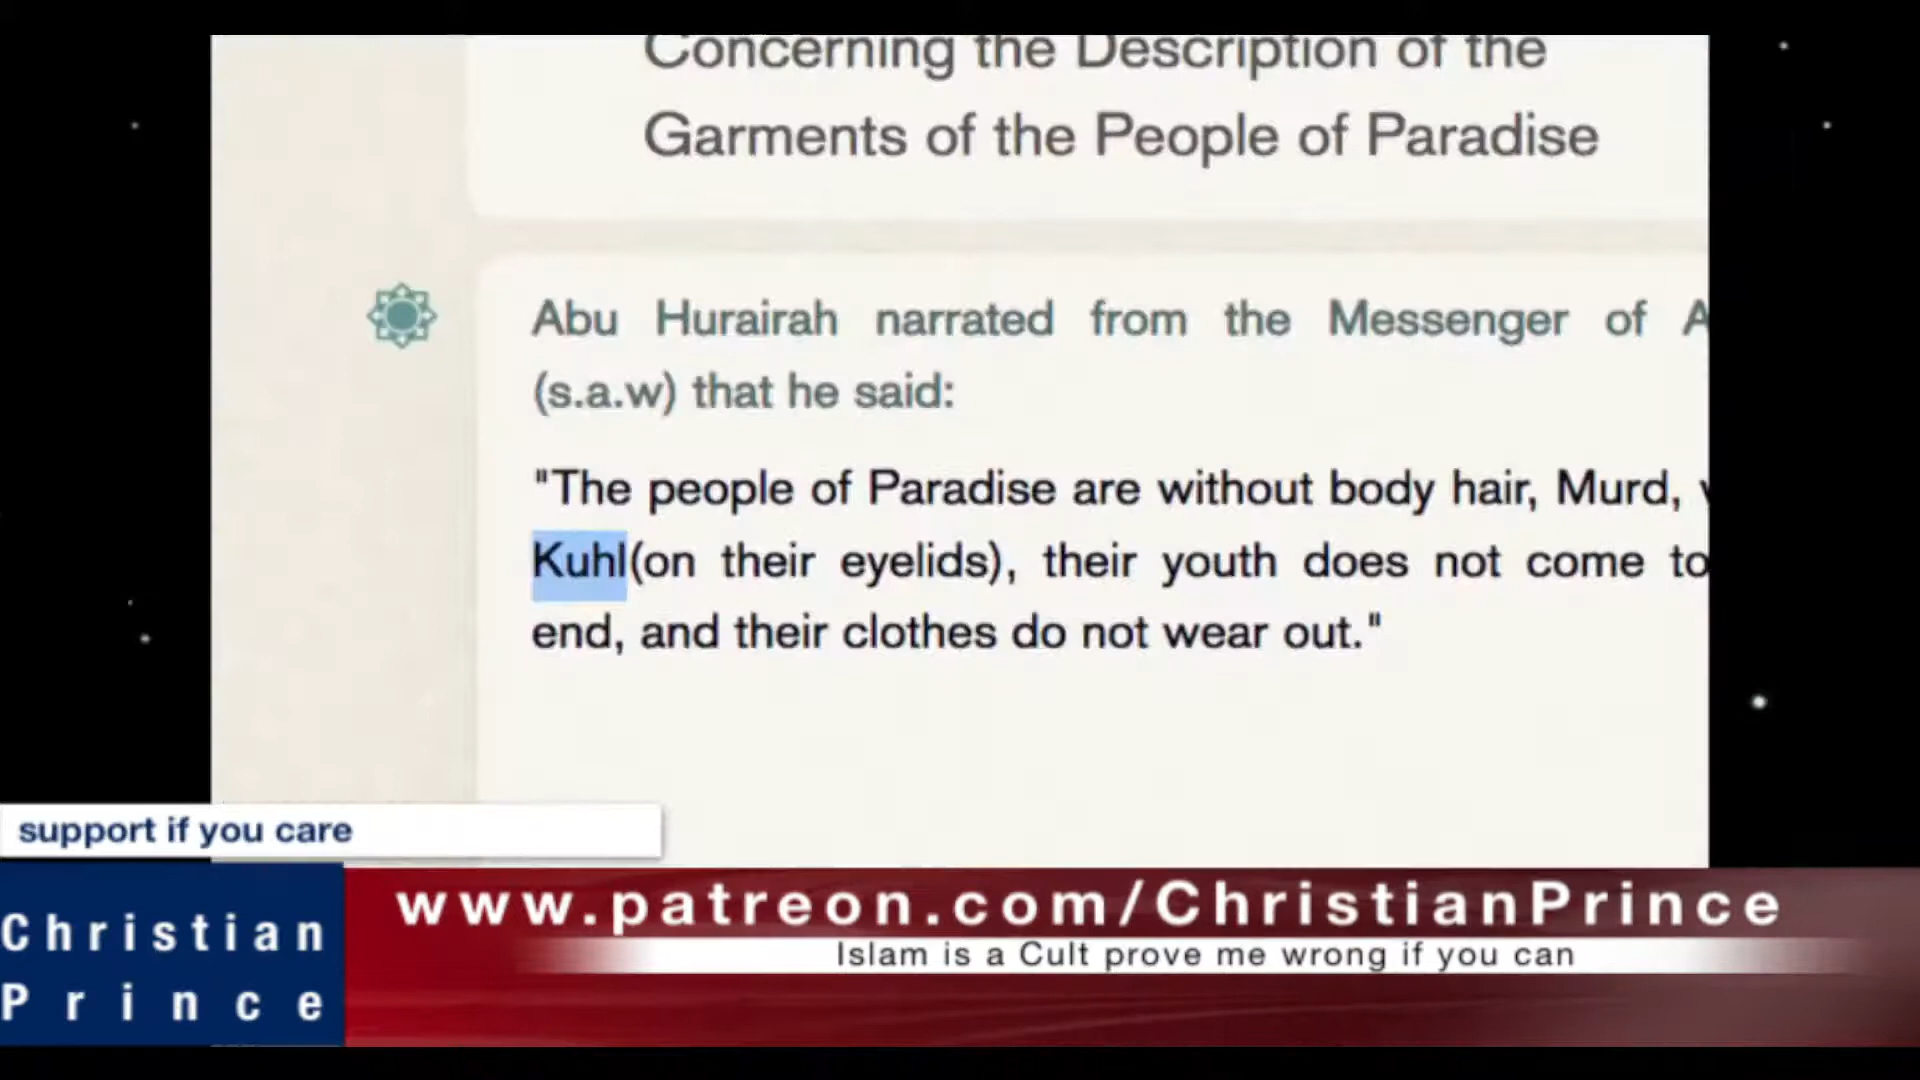 Concerning the Description of the
Garments of the People of Paradise
Abu Hurairah narrated from the Messenger of A
(s.a.w) that he said:
"The people of Paradise are without body hair, Murd,
Kuhl(on their eyelids), their youth does not come to
end, and their clothes do not wear out."
support if you care
Christian
Prince
www.patreon.com/ChristianPrince
Islam is a Cult prove me wrong if you can